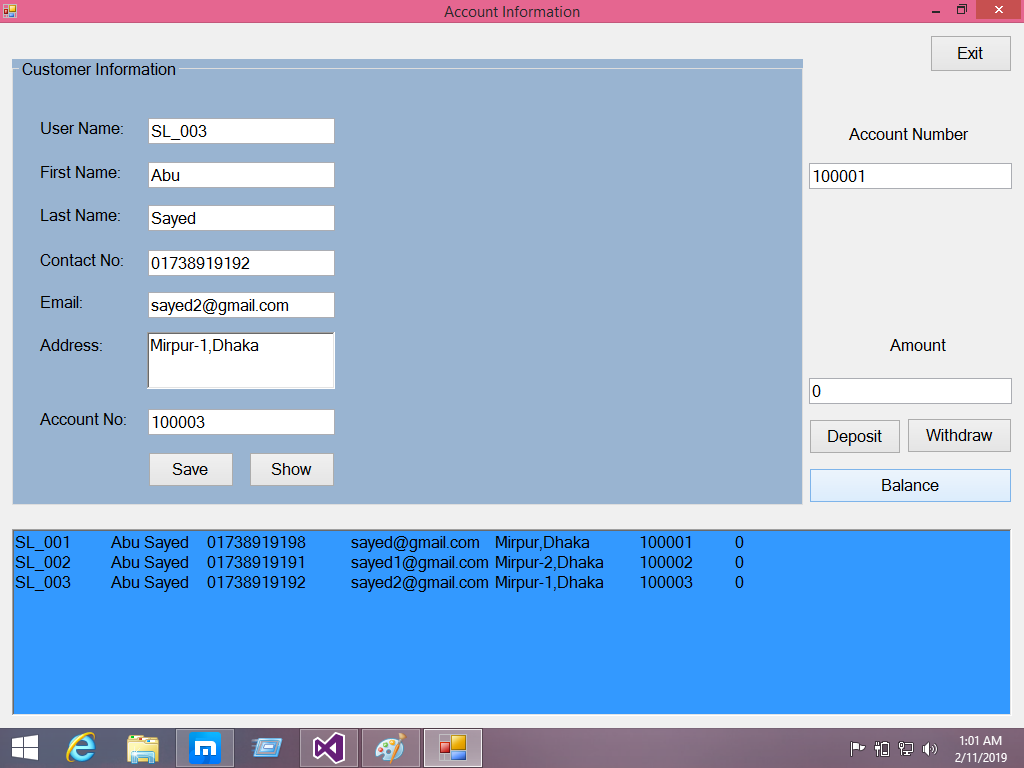 Account Information
Exit
Customer Information
User Name: SL_003
Account Number
First Name: Abu
100001
Last Name: Sayed
Contact No: 01738919192
Email: sayed2@gmail.com
Address: Mirpur-1,Dhaka
Amount
0
Account No: 100003
Deposit Withdraw
Save Show
Balance
SL_001 Abu Sayed 01738919198 sayed@gmail.com Mirpur,Dhaka 100001 0
SL_002 Abu Sayed 01738919191 sayed1@gmail.com Mirpur-2,Dhaka 100002 0
SL_003 Abu Sayed 01738919192 sayed2@gmail.com Mirpur-1,Dhaka 100003 0
1:01 AM
2/11/2019